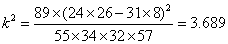 k² = 89×(24×26−31×8)² / 55×34×32×57 = 3.689